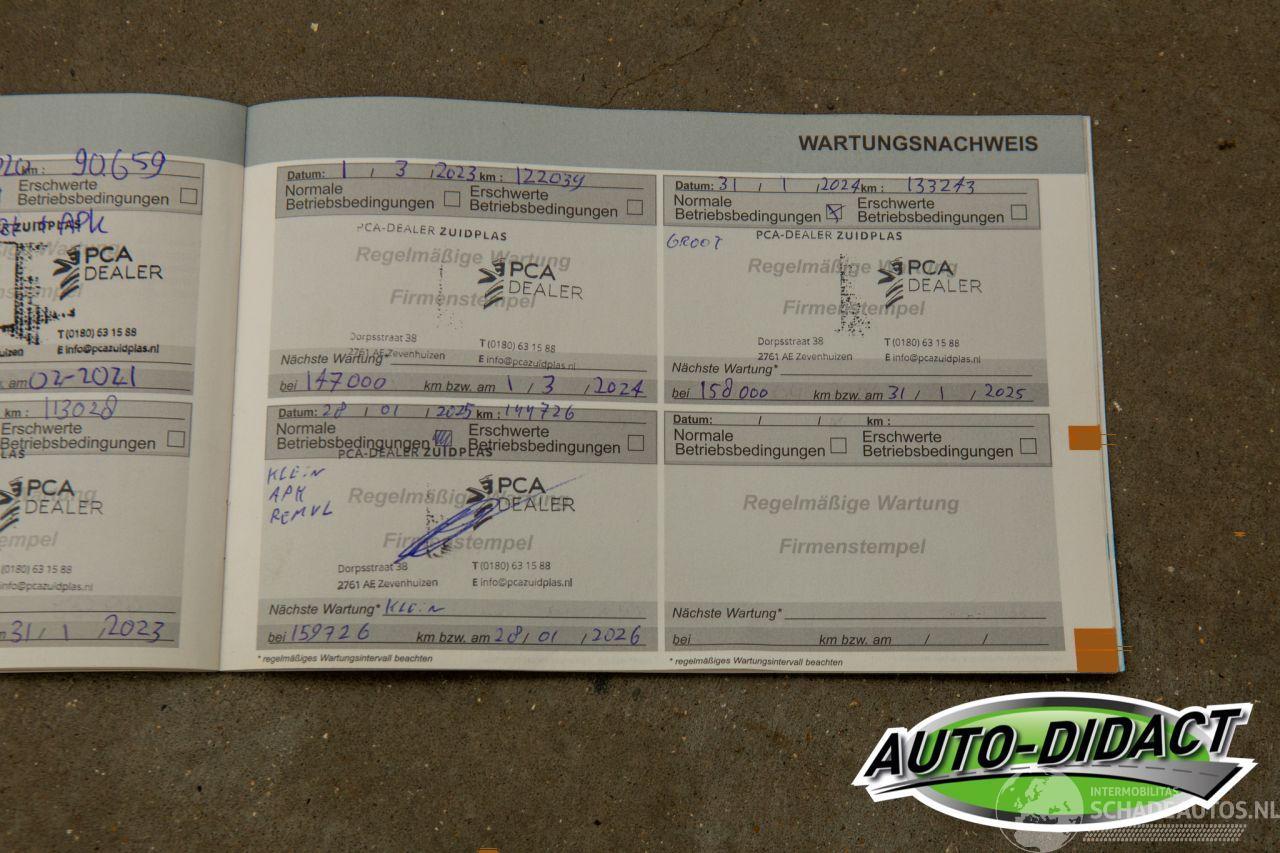 km : 90.659
Erschwerte
Betriebsbedingungen
+ APK
ZUIDPLAS
PCA
DEALER
T (0180) 63 15 88
E info@pcazuidplas.nl
am 02-2021
km : 113028
Erschwerte
Betriebsbedingungen
PCA
DEALER
(0180) 63 15 88
info@pcazuidplas.nl
31 / 1 / 2023
WARTUNGSNACHWEIS
Datum: 1 / 3 / 2023 km : 122039
Normale Erschwerte
Betriebsbedingungen Betriebsbedingungen
PCA-DEALER ZUIDPLAS
Regelmäßige Wartung
PCA
DEALER
Firmenstempel
Dorpsstraat 38 T (0180) 63 15 88
2761 AE Zevenhuizen E info@pcazuidplas.nl
Nächste Wartung*
bei 147000 km bzw. am 1 / 3 / 2024
Datum: 31 / 1 / 2024 km : 133243
Normale Erschwerte
Betriebsbedingungen Betriebsbedingungen
GROOT
PCA-DEALER ZUIDPLAS
Regelmäßige Wartung
PCA
DEALER
Firmenstempel
Dorpsstraat 38 T (0180) 63 15 88
2761 AE Zevenhuizen E info@pcazuidplas.nl
Nächste Wartung*
bei 158000 km bzw. am 31 / 1 / 2025
Datum: 28 / 01 / 2025 km : 144726
Normale Erschwerte
Betriebsbedingungen Betriebsbedingungen
PCA-DEALER ZUIDPLAS
KLEIN
APK
REMVL
Regelmäßige Wartung
PCA
DEALER
Firmenstempel
Dorpsstraat 38 T (0180) 63 15 88
2761 AE Zevenhuizen E info@pcazuidplas.nl
Nächste Wartung* KLEIN
bei 159726 km bzw. am 28 / 01 / 2026
* regelmäßiges Wartungsintervall beachten
Datum: / / km :
Normale Erschwerte
Betriebsbedingungen Betriebsbedingungen
Regelmäßige Wartung
Firmenstempel
Nächste Wartung*
bei km bzw. am / /
* regelmäßiges Wartungsintervall beachten
AUTO-DIDACT
INTERMOBILITAS
SCHADEAUTOS.NL